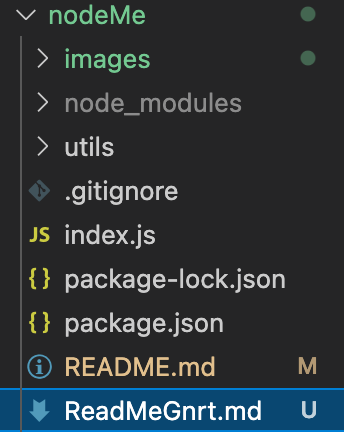 nodeMe
images
node_modules
utils
.gitignore
JS index.js
{} package-lock.json
{} package.json
README.md M
ReadMeGnrt.md U